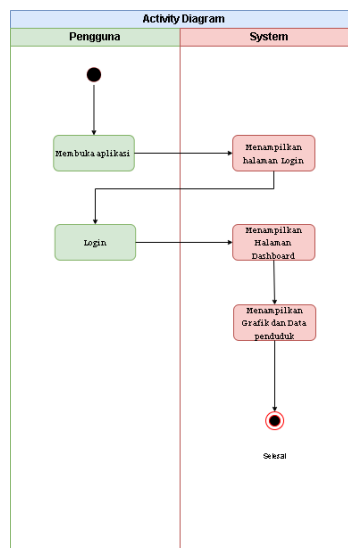 Activity Diagram
Pengguna
System
Membuka aplikasi
Menampilkan
halaman Login
Login
Menampilkan
Halaman
Dashboard
Menampilkan
Grafik dan Data
penduduk
Selesai